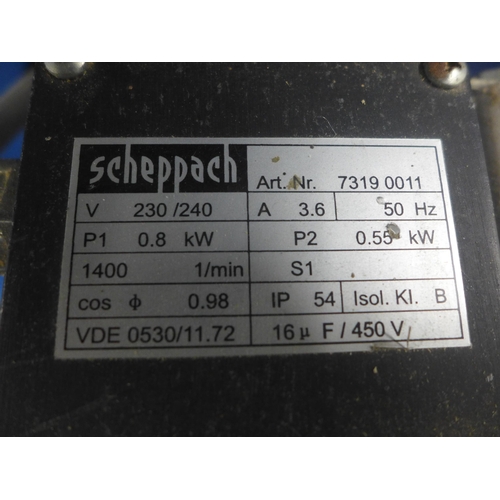 scheppach Art. Nr. 7319 0011
V 230 /240 A 3.6 50 Hz
P1 0.8 kW P2 0.55 kW
1400 1/min S1
cos ϕ 0.98 IP 54 Isol. Kl. B
VDE 0530/11.72 16 µ F / 450 V